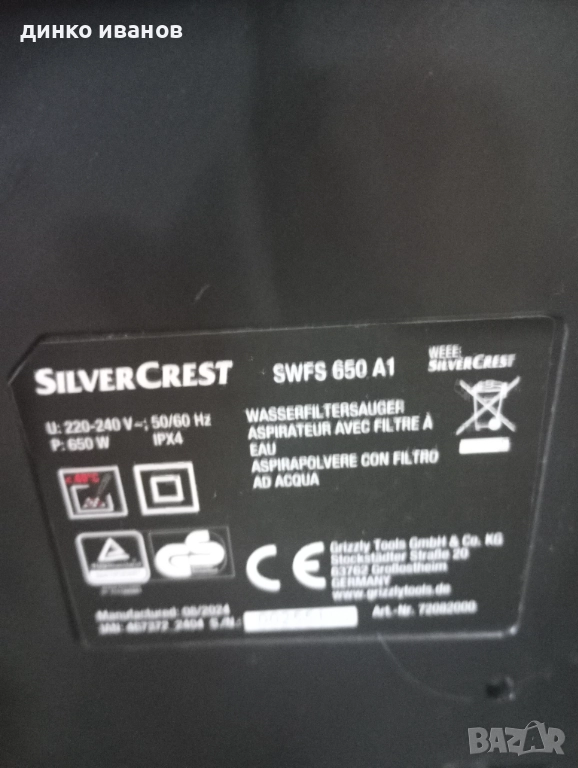 динко иванов
SILVERCREST
SWFS 650 A1
WEEE:
SILVERCREST
U: 220-240 V~; 50/60 Hz
P: 650 W IPX4
WASSERFILTERSAUGER
ASPIRATEUR AVEC FILTRE À
EAU
ASPIRAPOLVERE CON FILTRO
AD ACQUA
Grizzly Tools GmbH & Co. KG
Stockstädter Straße 20
63762 Großostheim
GERMANY
www.grizzlytools.de
Manufactured: 08/2024
IAN: 467372_2404 S/N.:
Art.-Nr. 72082000
BAZAR